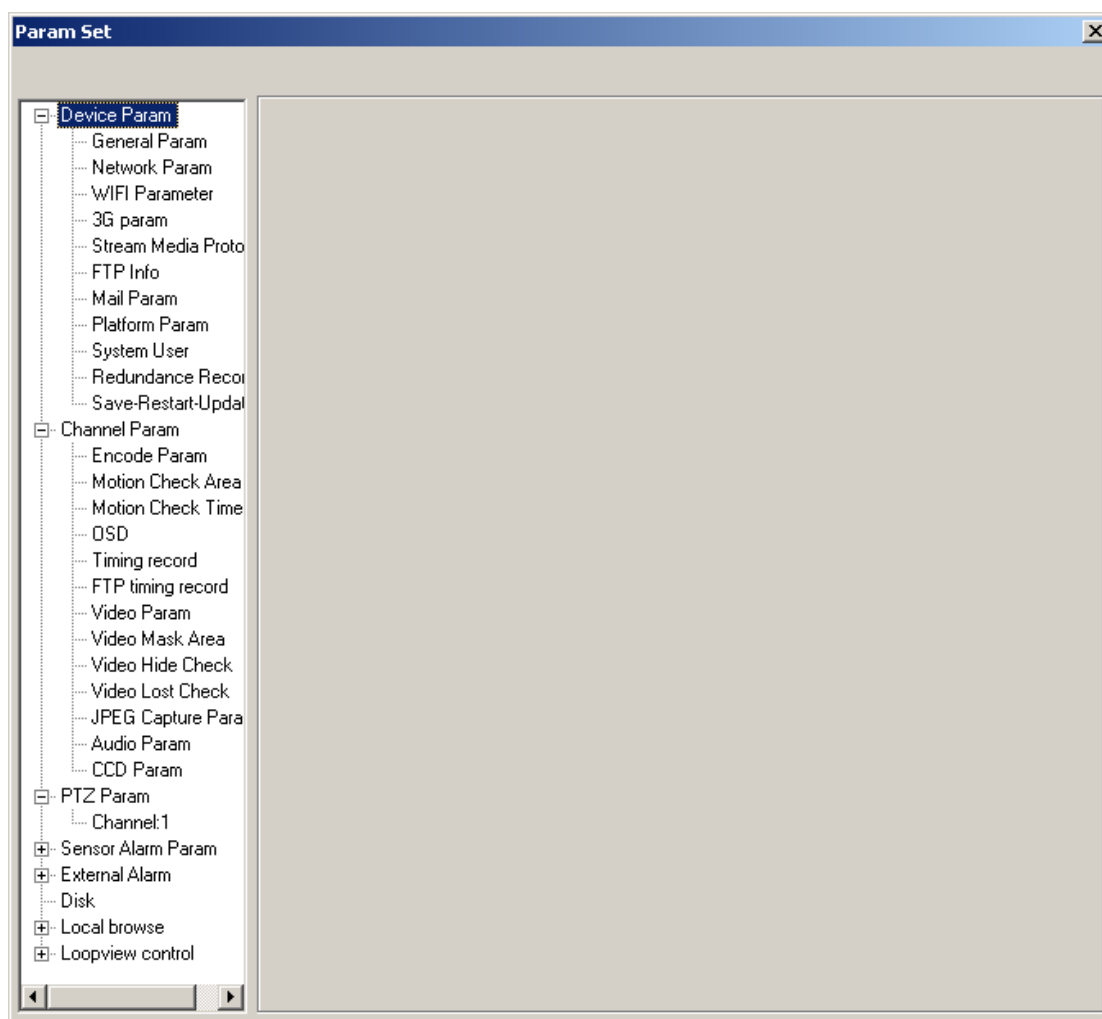 Param Set
Device Param
General Param
Network Param
WIFI Parameter
3G param
Stream Media Proto
FTP Info
Mail Param
Platform Param
System User
Redundance Recor
Save-Restart-Updat
Channel Param
Encode Param
Motion Check Area
Motion Check Time
OSD
Timing record
FTP timing record
Video Param
Video Mask Area
Video Hide Check
Video Lost Check
JPEG Capture Para
Audio Param
CCD Param
PTZ Param
Channel:1
Sensor Alarm Param
External Alarm
Disk
Local browse
Loopview control